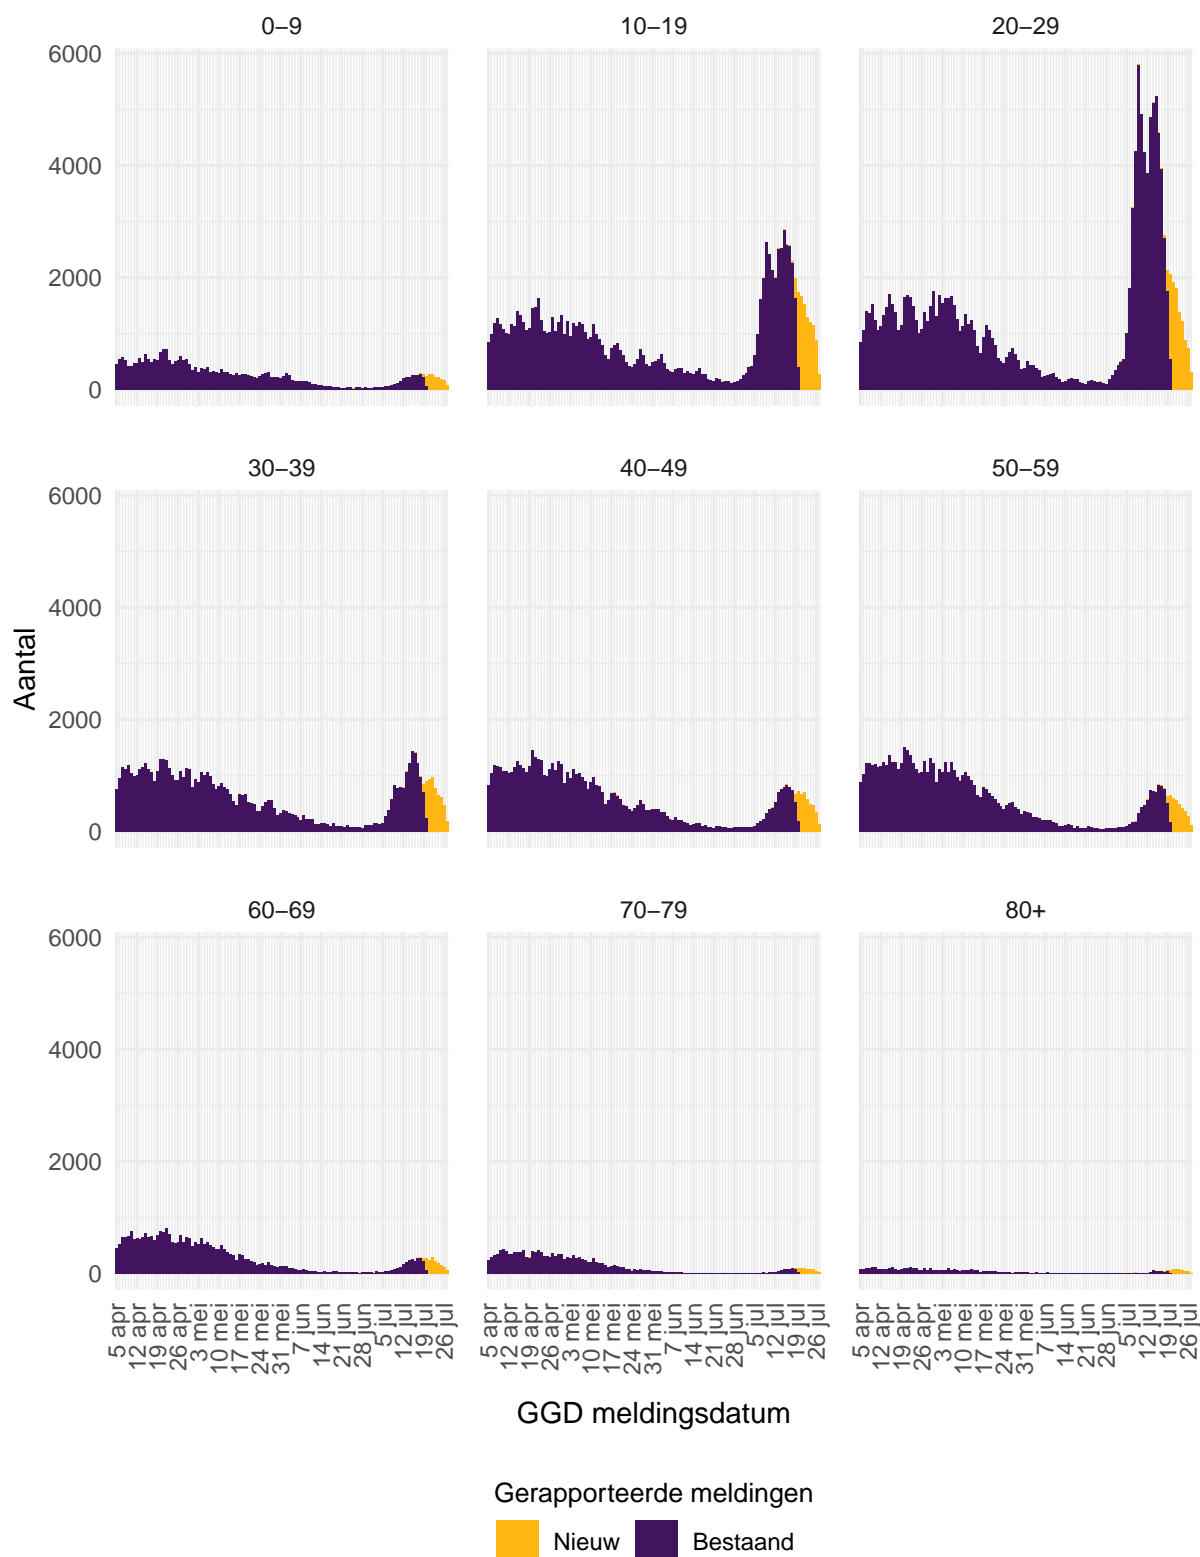 0–9 10–19 20–29
6000
4000
2000
0
30–39 40–49 50–59
6000
4000
2000
0
Aantal
60–69 70–79 80+
6000
4000
2000
0
5 apr 12 apr 19 apr 26 apr 3 mei 10 mei 17 mei 24 mei 31 mei 7 jun 14 jun 21 jun 28 jun 5 jul 12 jul 19 jul 26 jul
5 apr 12 apr 19 apr 26 apr 3 mei 10 mei 17 mei 24 mei 31 mei 7 jun 14 jun 21 jun 28 jun 5 jul 12 jul 19 jul 26 jul
5 apr 12 apr 19 apr 26 apr 3 mei 10 mei 17 mei 24 mei 31 mei 7 jun 14 jun 21 jun 28 jun 5 jul 12 jul 19 jul 26 jul
GGD meldingsdatum
Gerapporteerde meldingen
Nieuw Bestaand